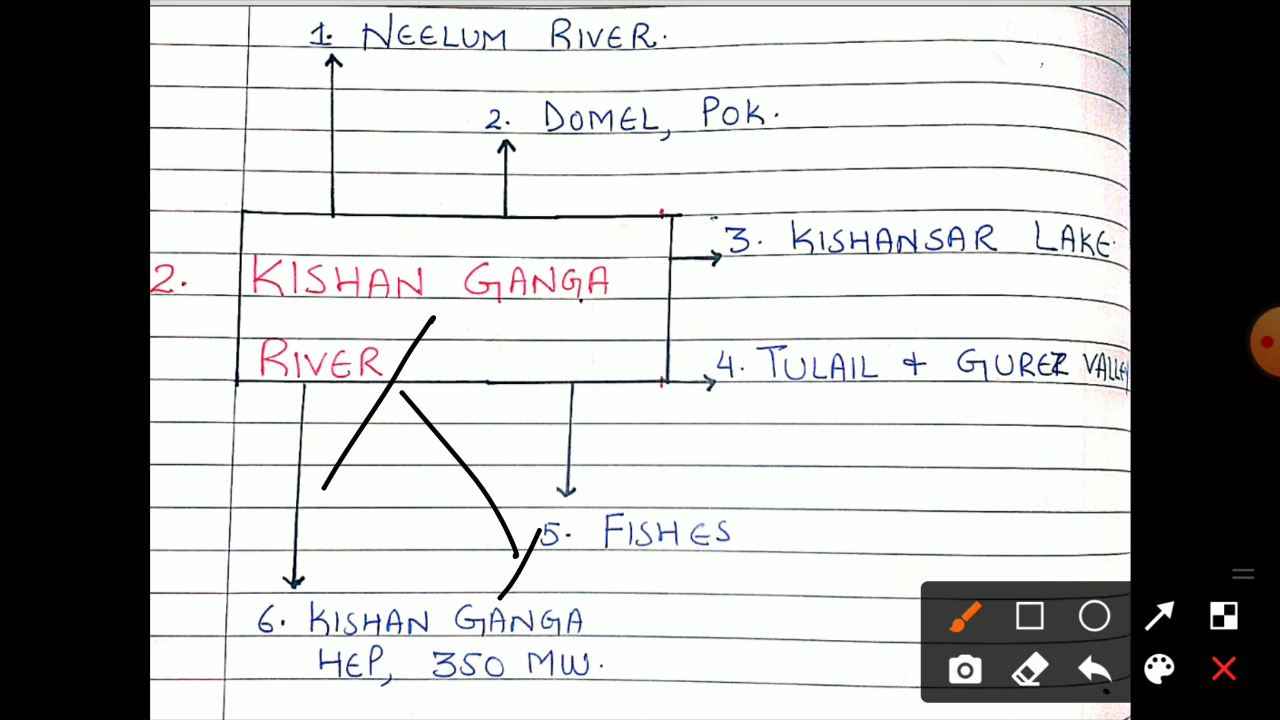 1. NEELUM RIVER.
2. DOMEL, POK.
3. KISHANSAR LAKE.
2. KISHAN GANGA
RIVER
4. TULAIL & GUREZ VALLEY
5. FISHES
6. KISHAN GANGA
HEP, 350 MW.